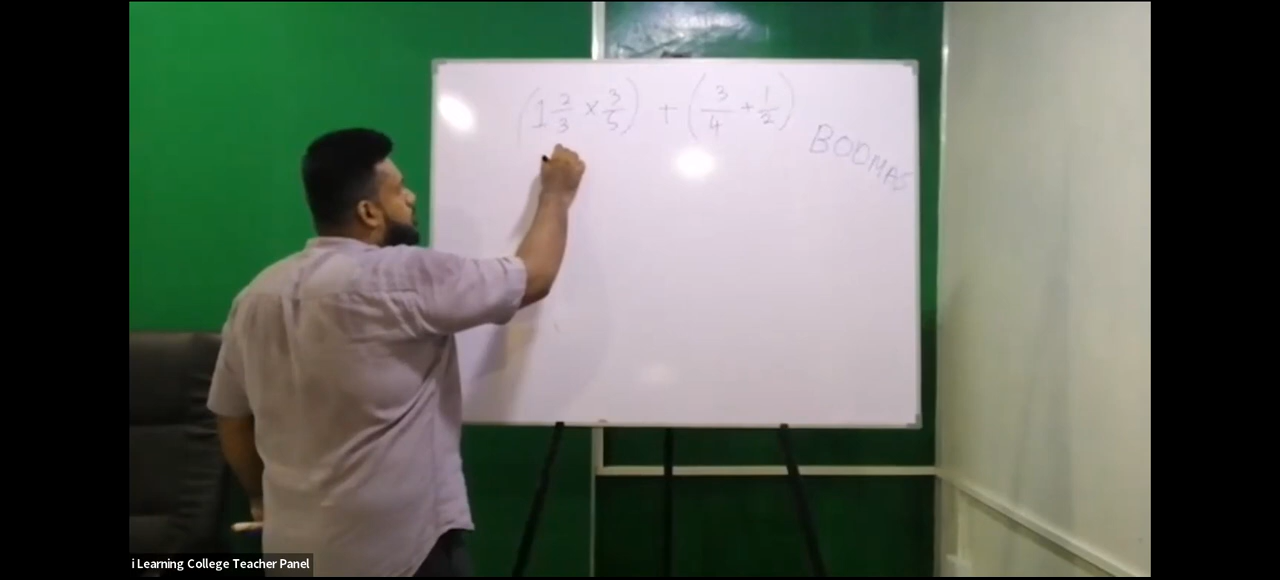 (1 2/3 × 3/5) + (3/4 + 1/2)
BODMAS
i Learning College Teacher Panel